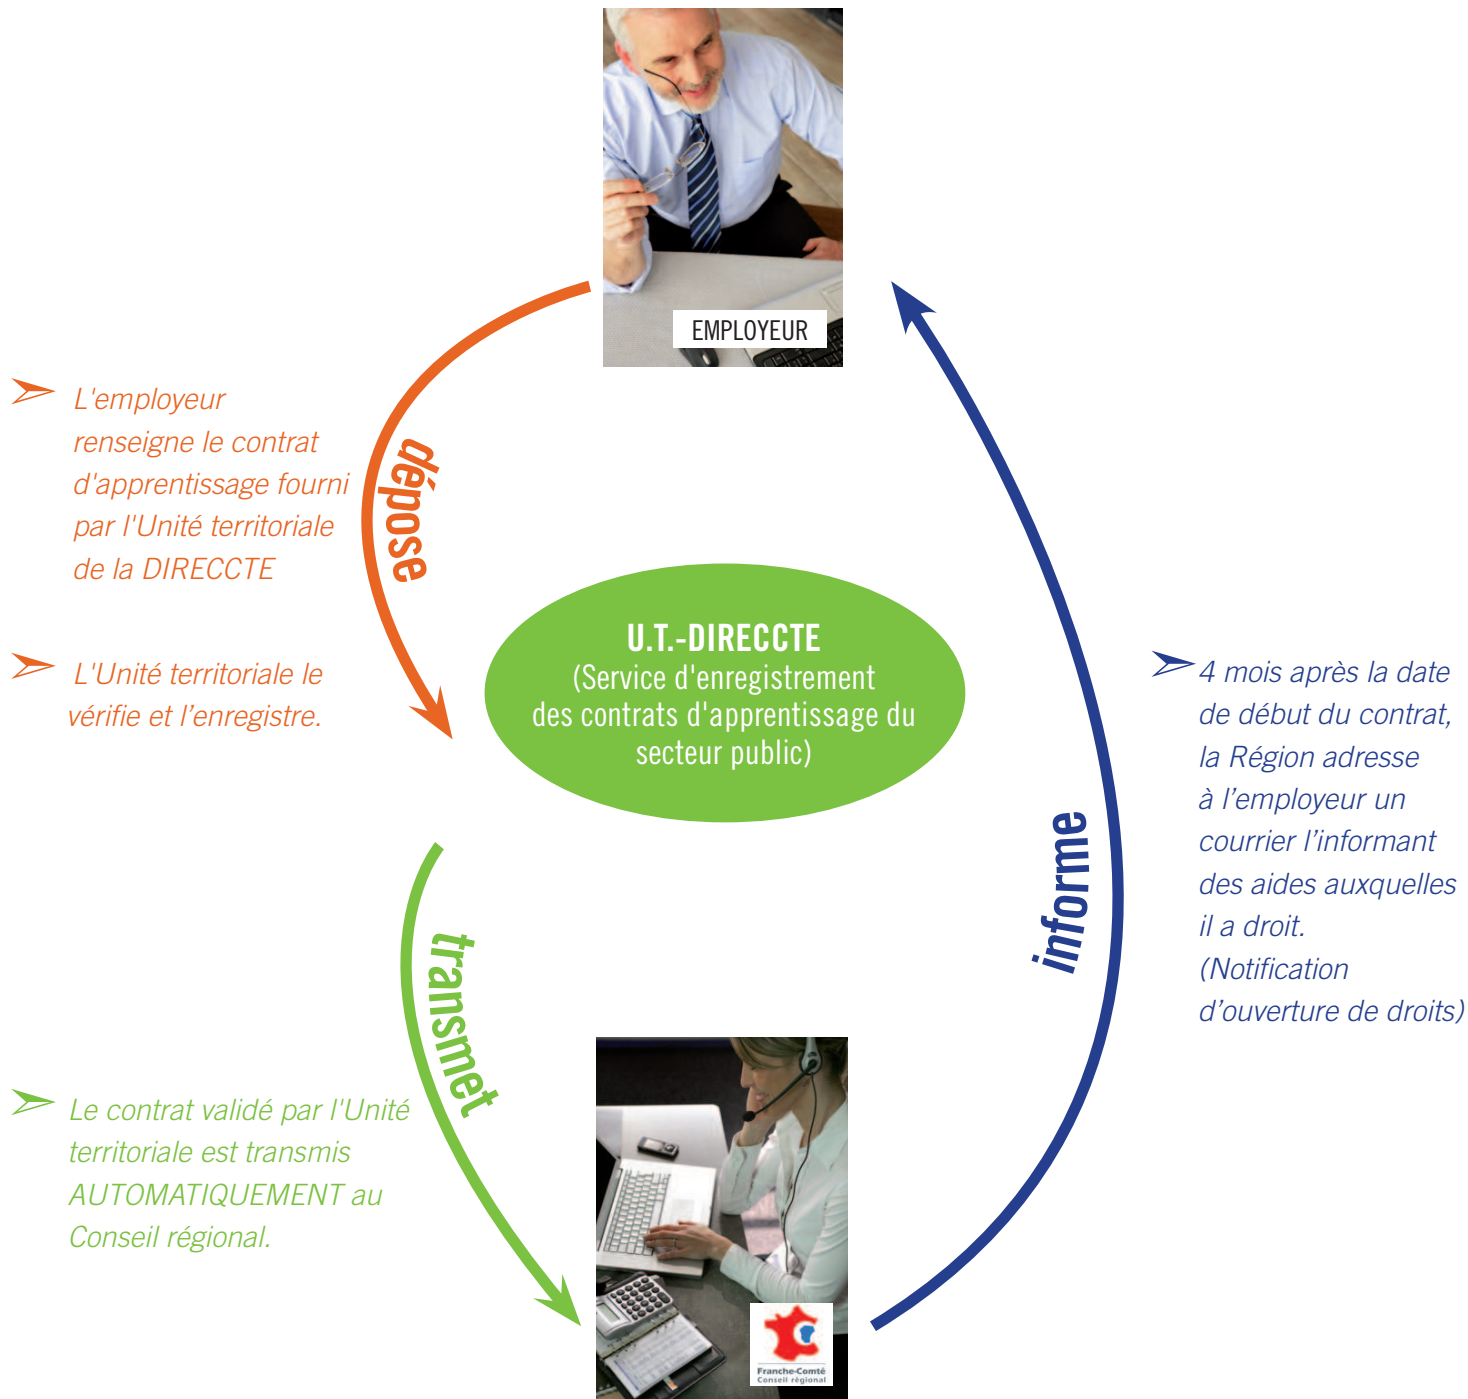 EMPLOYEUR
dépose
L'employeur
renseigne le contrat
d'apprentissage fourni
par l'Unité territoriale
de la DIRECCTE
L'Unité territoriale le
vérifie et l’enregistre.
U.T.-DIRECCTE
(Service d'enregistrement
des contrats d'apprentissage du
secteur public)
transmet
Le contrat validé par l'Unité
territoriale est transmis
AUTOMATIQUEMENT au
Conseil régional.
informe
4 mois après la date
de début du contrat,
la Région adresse
à l’employeur un
courrier l’informant
des aides auxquelles
il a droit.
(Notification
d’ouverture de droits)
Franche-Comté
Conseil régional